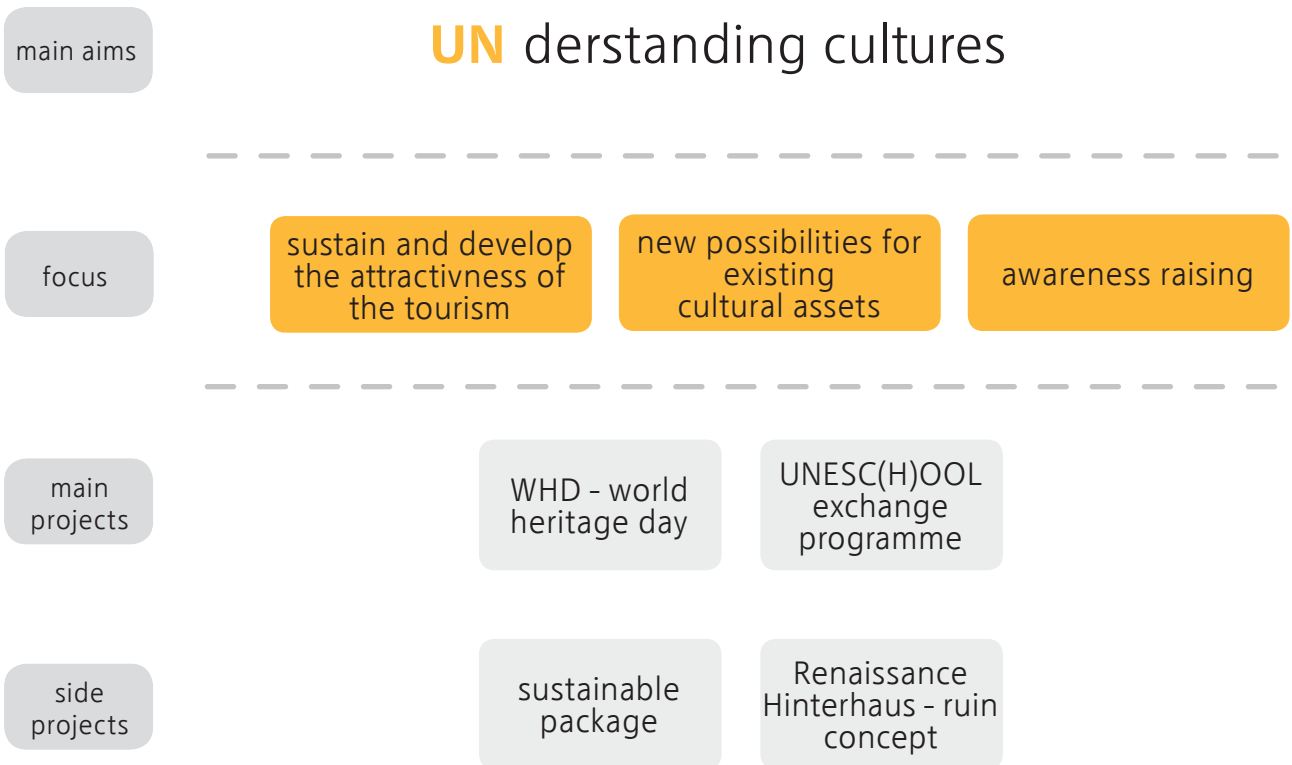 main aims
UN derstanding cultures
focus
sustain and develop
the attractivness of
the tourism
new possibilities for
existing
cultural assets
awareness raising
main
projects
WHD - world
heritage day
UNESC(H)OOL
exchange
programme
side
projects
sustainable
package
Renaissance
Hinterhaus - ruin
concept